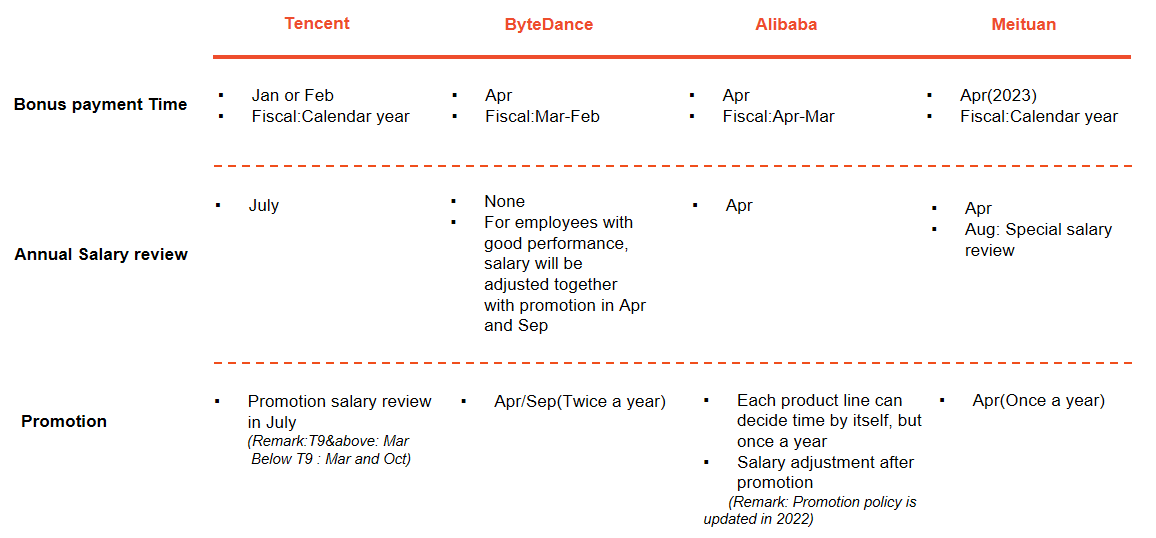 Tencent
ByteDance
Alibaba
Meituan
Bonus payment Time
▪ Jan or Feb
▪ Fiscal:Calendar year
▪ Apr
▪ Fiscal:Mar-Feb
▪ Apr
▪ Fiscal:Apr-Mar
▪ Apr(2023)
▪ Fiscal:Calendar year
Annual Salary review
▪ July
▪ None
▪ For employees with
good performance,
salary will be
adjusted together
with promotion in Apr
and Sep
▪ Apr
▪ Apr
▪ Aug: Special salary
review
Promotion
▪ Promotion salary review
in July
(Remark:T9&above: Mar
Below T9 : Mar and Oct)
▪ Apr/Sep(Twice a year)
▪ Each product line can
decide time by itself, but
once a year
▪ Salary adjustment after
promotion
(Remark: Promotion policy is
updated in 2022)
▪ Apr(Once a year)